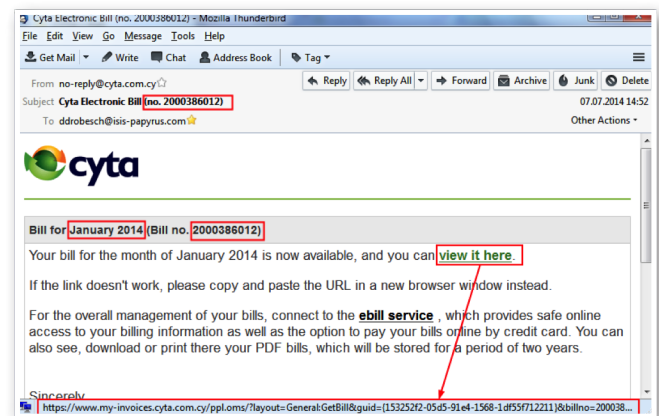 Cyta Electronic Bill (no. 2000386012) - Mozilla Thunderbird
File Edit View Go Message Tools Help
Get Mail Write Chat Address Book Tag
From no-reply@cyta.com.cy Reply Reply All Forward Archive Junk Delete
Subject Cyta Electronic Bill (no. 2000386012) 07.07.2014 14:52
To ddrobesch@isis-papyrus.com Other Actions
cyta
Bill for January 2014 (Bill no. 2000386012)
Your bill for the month of January 2014 is now available, and you can view it here.
If the link doesn't work, please copy and paste the URL in a new browser window instead.
For the overall management of your bills, connect to the ebill service , which provides safe online
access to your billing information as well as the option to pay your bills online by credit card. You can
also see, download or print there your PDF bills, which will be stored for a period of two years.
Sincerely
https://www.my-invoices.cyta.com.cy/ppl.oms/?layout=General:GetBill&guid={153252f2-05d5-91e4-1568-1df55f712211}&billno=200038...